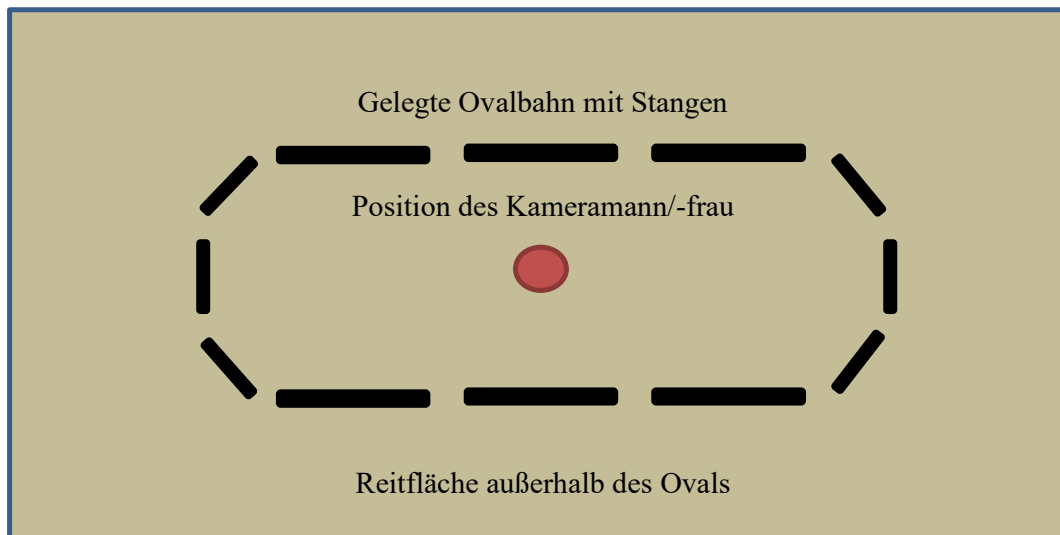 Gelegte Ovalbahn mit Stangen
Position des Kameramann/-frau
Reitfläche außerhalb des Ovals